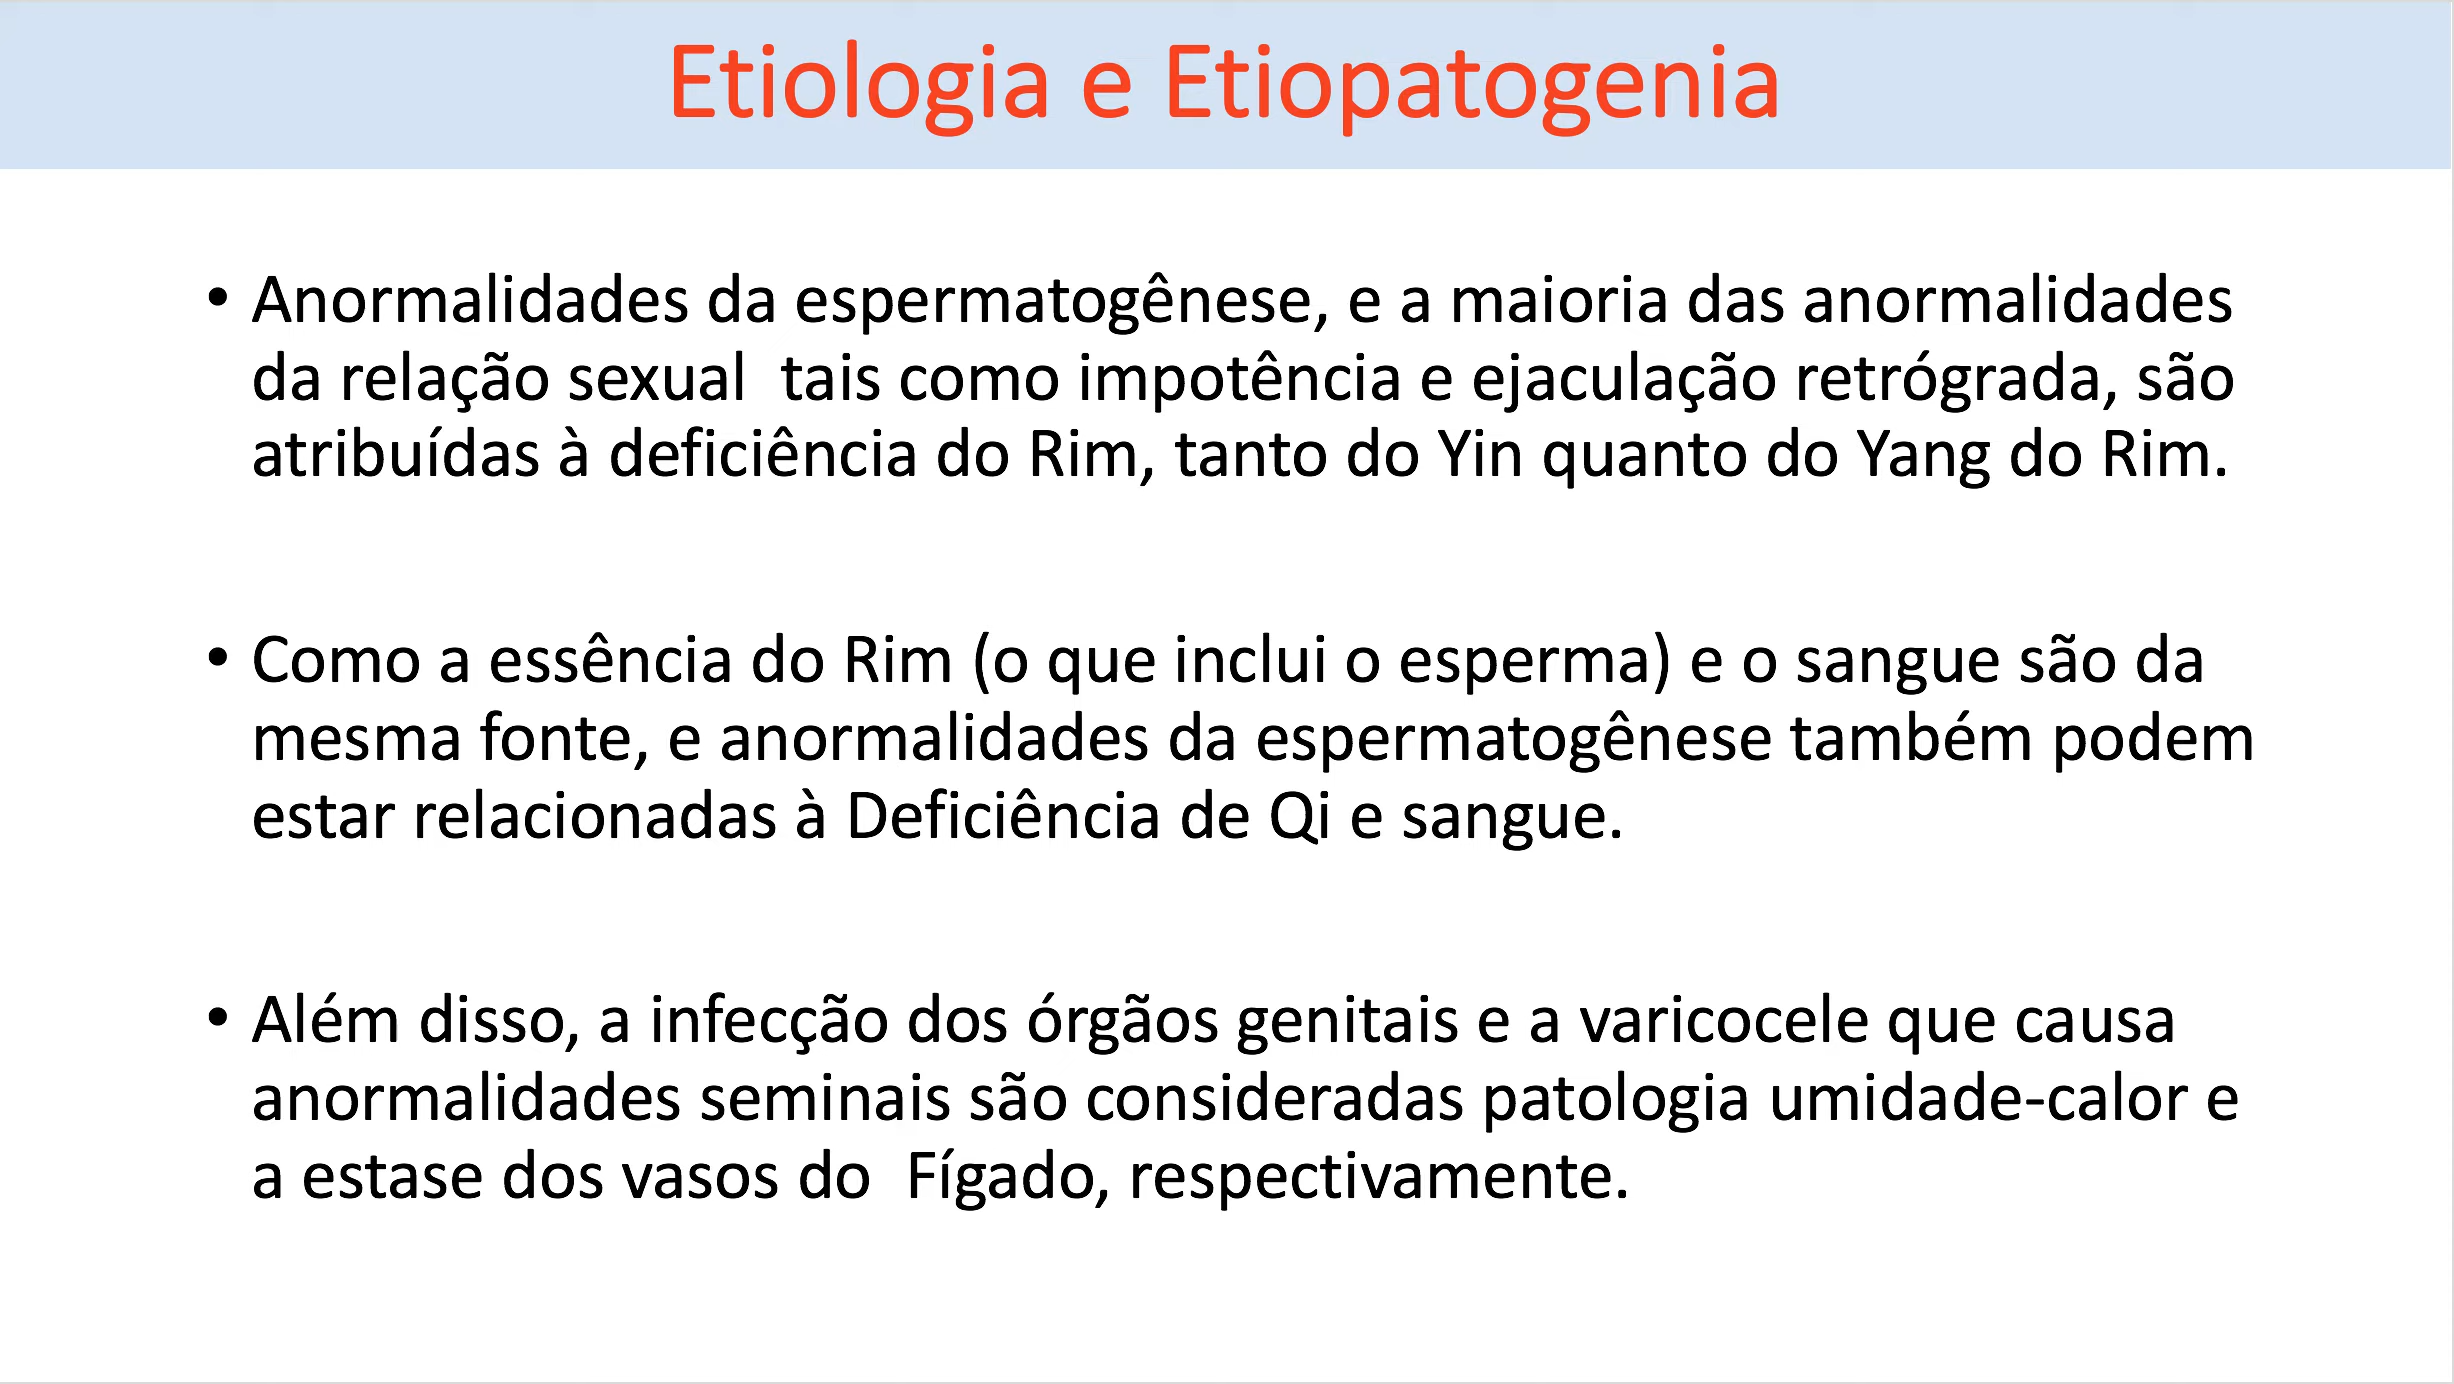 Etiologia e Etiopatogenia
• Anormalidades da espermatogênese, e a maioria das anormalidades
da relação sexual  tais como impotência e ejaculação retrógrada, são
atribuídas à deficiência do Rim, tanto do Yin quanto do Yang do Rim.
• Como a essência do Rim (o que inclui o esperma) e o sangue são da
mesma fonte, e anormalidades da espermatogênese também podem
estar relacionadas à Deficiência de Qi e sangue.
• Além disso, a infecção dos órgãos genitais e a varicocele que causa
anormalidades seminais são consideradas patologia umidade-calor e
a estase dos vasos do  Fígado, respectivamente.